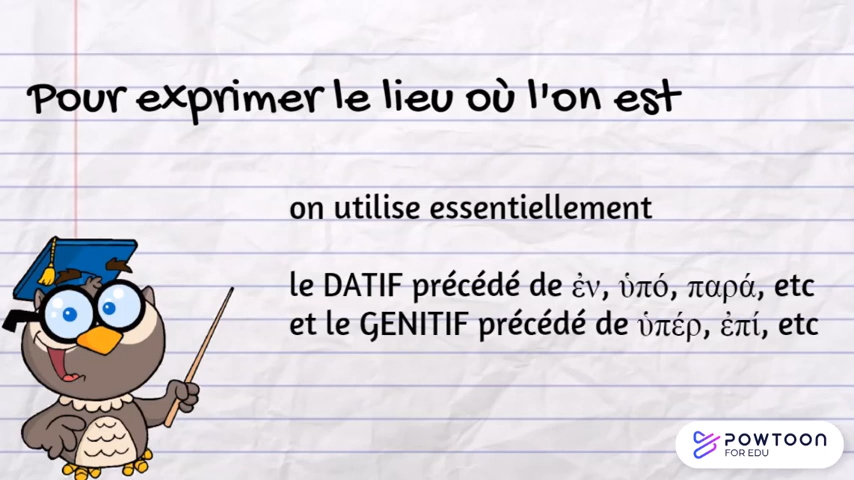 Pour exprimer le lieu où l'on est
on utilise essentiellement
le DATIF précédé de ἐν, ὑπό, παρά, etc
et le GENITIF précédé de ὑπέρ, ἐπί, etc
POWTOON
FOR EDU